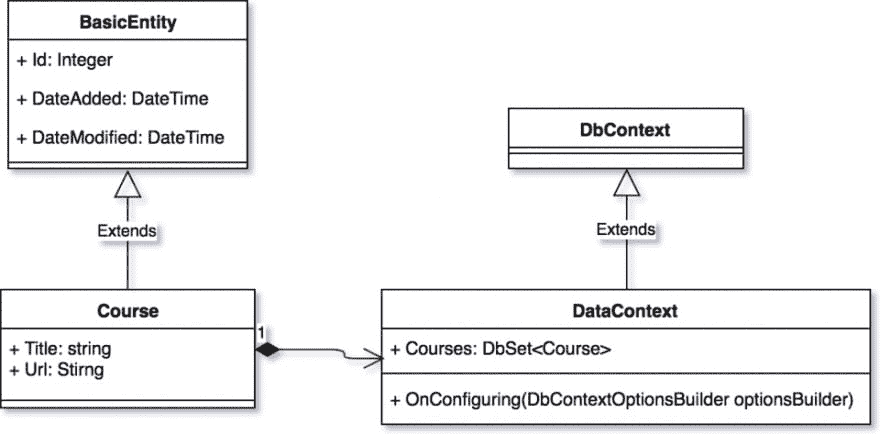 BasicEntity
+ Id: Integer
+ DateAdded: DateTime
+ DateModified: DateTime
DbContext
Extends
Extends
Course
+ Title: string
+ Url: Stirng
1
DataContext
+ Courses: DbSet<Course>
+ OnConfiguring(DbContextOptionsBuilder optionsBuilder)